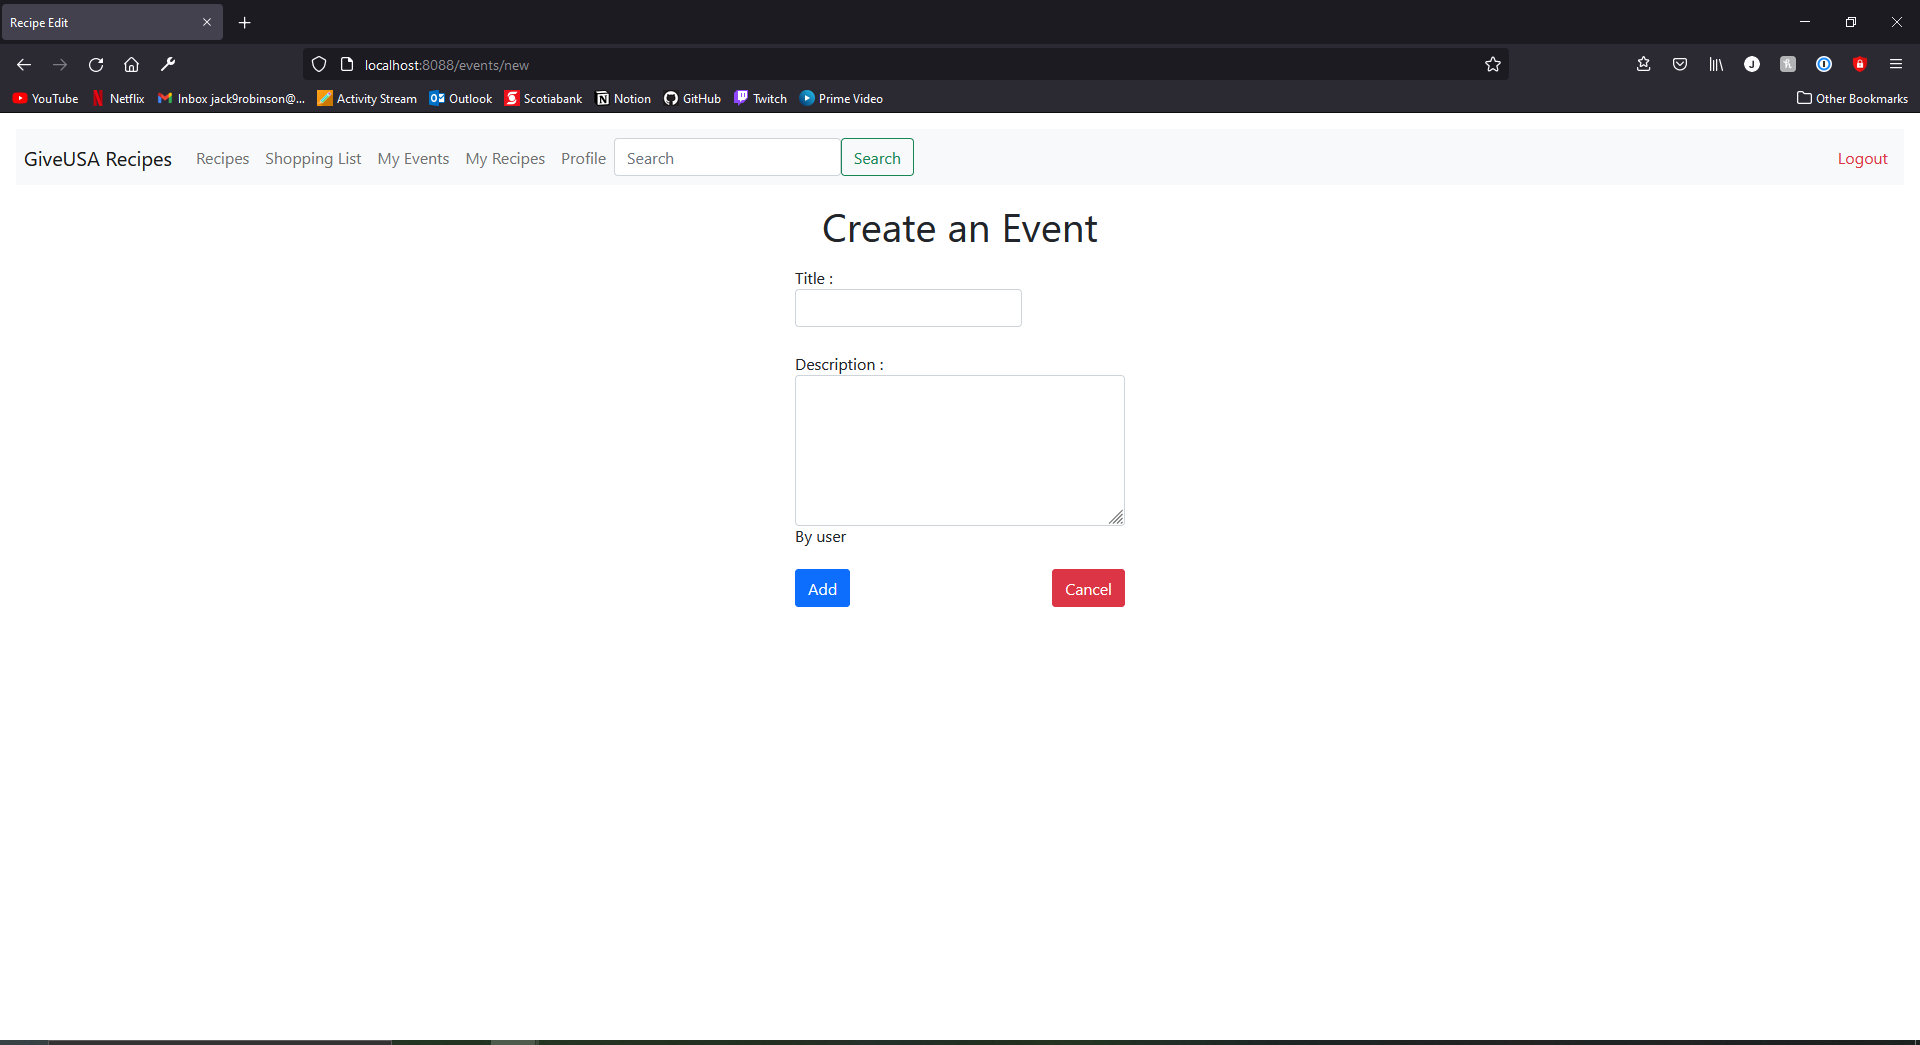 Recipe Edit
localhost:8088/events/new
YouTube Netflix Inbox jack9robinson@... Activity Stream Outlook Scotiabank Notion GitHub Twitch Prime Video Other Bookmarks
GiveUSA Recipes Recipes Shopping List My Events My Recipes Profile Search Search Logout
Create an Event
Title :
Description :
By user
Add Cancel